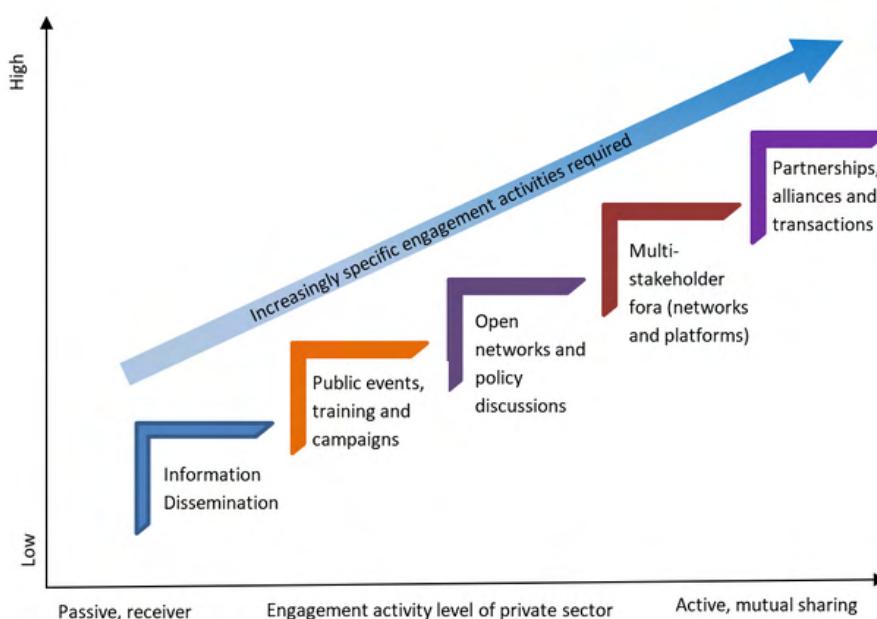 High
Increasingly specific engagement activities required
Partnerships,
alliances and
transactions
Multi-
stakeholder
fora (networks
and platforms)
Open
networks and
policy
discussions
Public events,
training and
campaigns
Information
Dissemination
Low
Passive, receiver
Engagement activity level of private sector
Active, mutual sharing